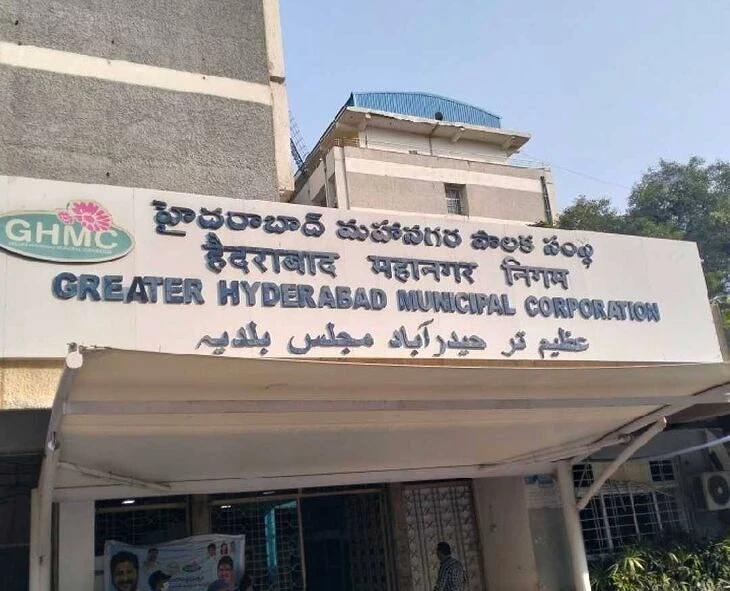 GHMC
హైదరాబాద్ మహానగర పాలక సంస్థ
हैदराबाद महानगर निगम
GREATER HYDERABAD MUNICIPAL CORPORATION
عظیم تر حیدرآباد مجلس بلدیہ